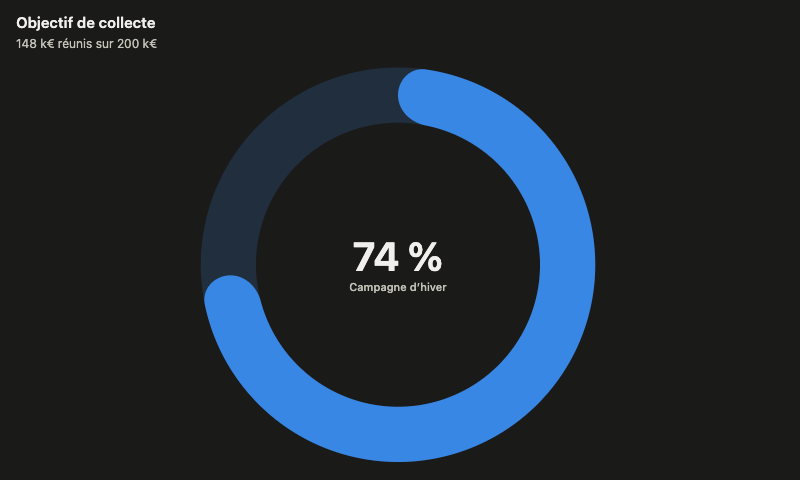 Objectif de collecte
148 k€ réunis sur 200 k€
74 %
Campagne d’hiver